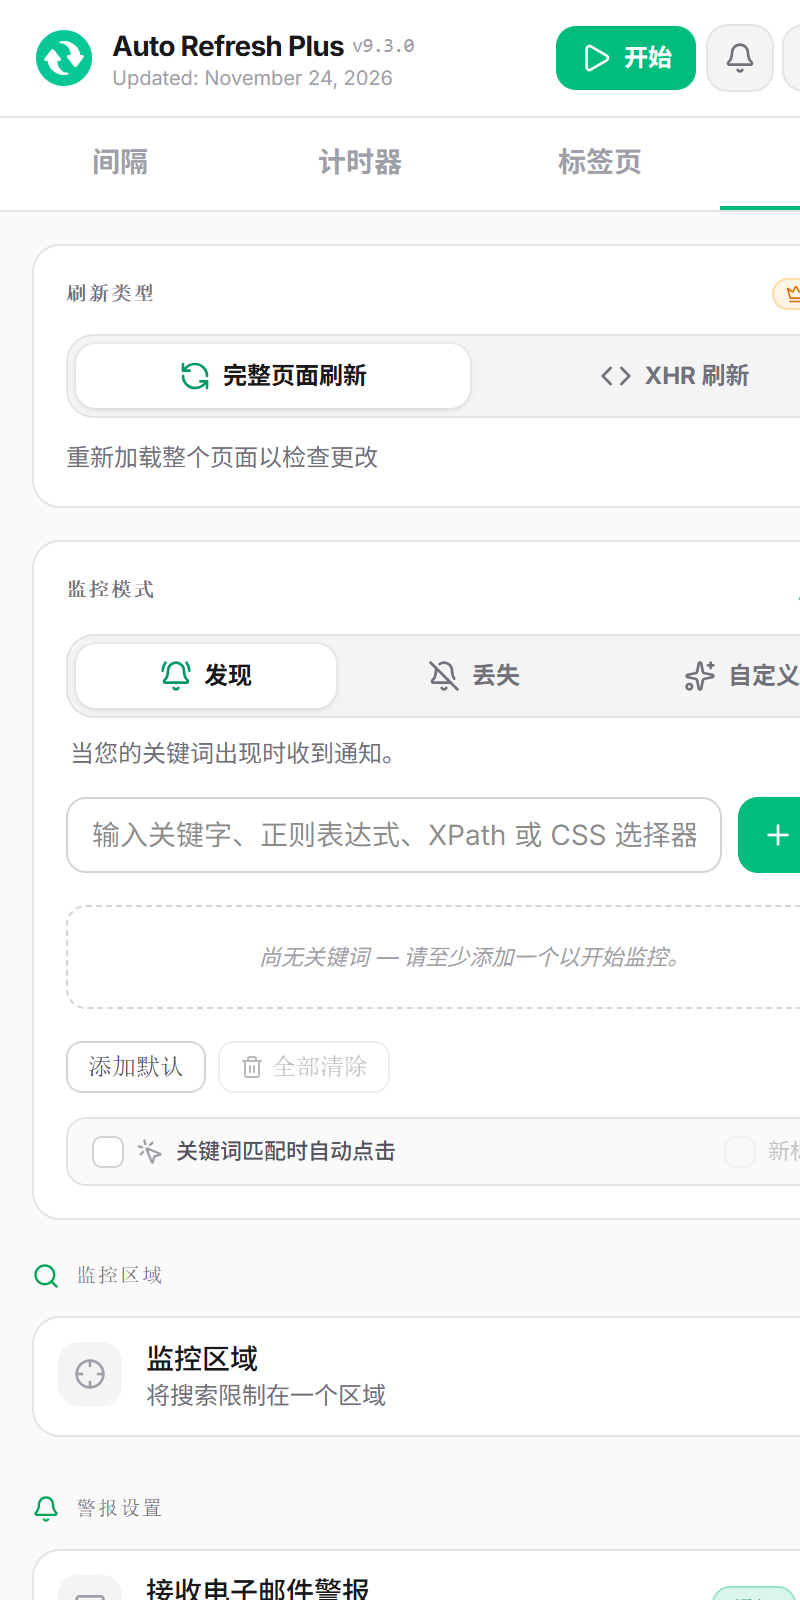 Auto Refresh Plus v9.3.0
Updated: November 24, 2026
开始
间隔
计时器
标签页
刷新类型
完整页面刷新
XHR 刷新
重新加载整个页面以检查更改
监控模式
发现
丢失
自定义
当您的关键词出现时收到通知。
输入关键字、正则表达式、XPath 或 CSS 选择器
尚无关键词 — 请至少添加一个以开始监控。
添加默认
全部清除
关键词匹配时自动点击
新
监控区域
监控区域
将搜索限制在一个区域
警报设置
接收电子邮件警报